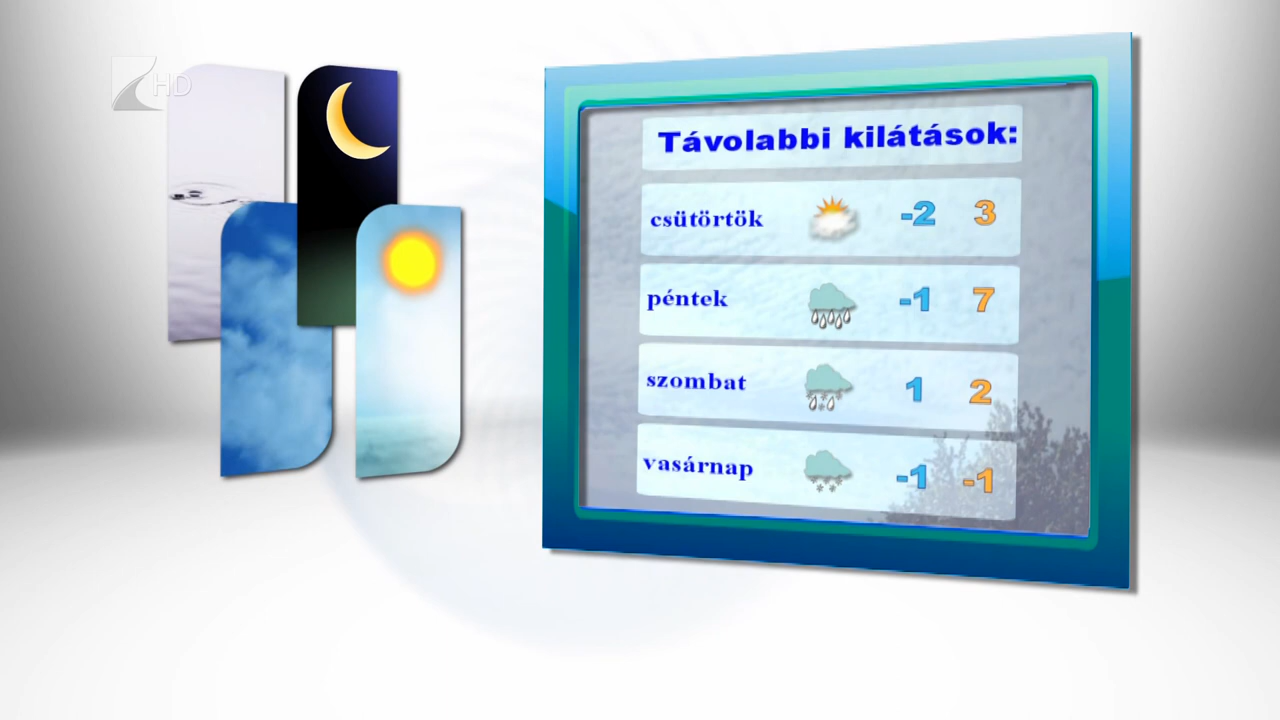 HD
Távolabbi kilátások:
csütörtök -2 3
péntek -1 7
szombat 1 2
vasárnap -1 -1